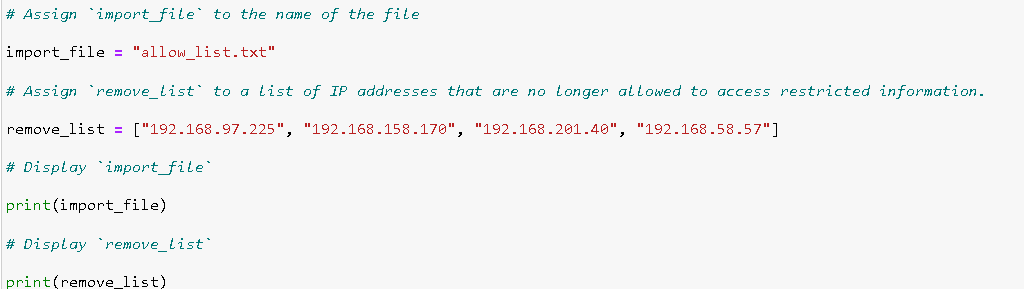 # Assign `import_file` to the name of the file
import_file = "allow_list.txt"
# Assign `remove_list` to a list of IP addresses that are no longer allowed to access restricted information.
remove_list = ["192.168.97.225", "192.168.158.170", "192.168.201.40", "192.168.58.57"]
# Display `import_file`
print(import_file)
# Display `remove_list`
print(remove_list)